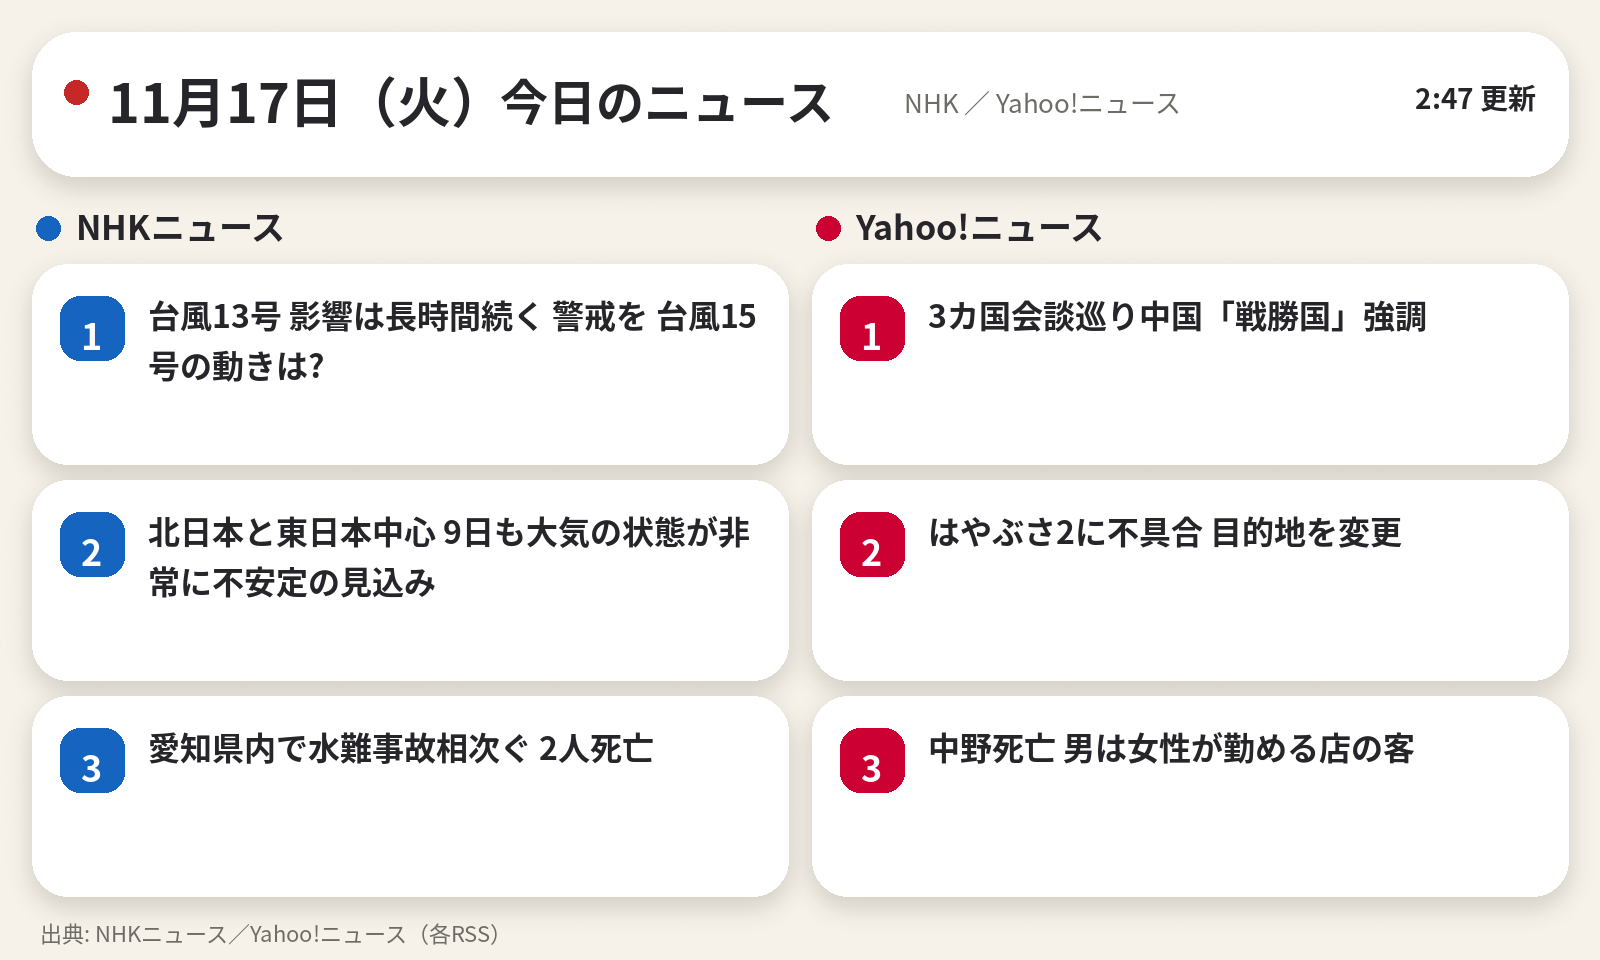 11月17日（火）今日のニュース
NHK ／ Yahoo!ニュース
2:47 更新
NHKニュース
1
台風13号 影響は長時間続く 警戒を 台風15
号の動きは?
2
北日本と東日本中心 9日も大気の状態が非
常に不安定の見込み
3
愛知県内で水難事故相次ぐ 2人死亡
Yahoo!ニュース
1
3カ国会談巡り中国「戦勝国」強調
2
はやぶさ2に不具合 目的地を変更
3
中野死亡 男は女性が勤める店の客
出典: NHKニュース／Yahoo!ニュース（各RSS）